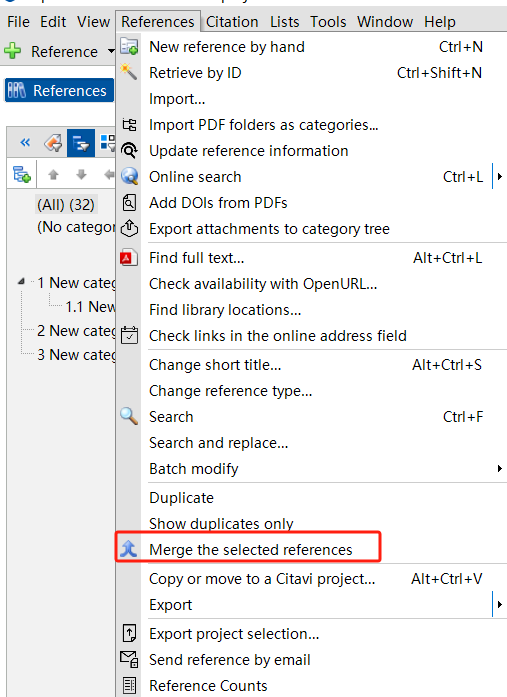 File Edit View References Citation Lists Tools Window Help
Reference
References
New reference by hand Ctrl+N
Retrieve by ID Ctrl+Shift+N
Import...
Import PDF folders as categories...
Update reference information
Online search Ctrl+L
Add DOIs from PDFs
Export attachments to category tree
Find full text... Alt+Ctrl+L
Check availability with OpenURL...
Find library locations...
Check links in the online address field
Change short title... Alt+Ctrl+S
Change reference type...
Search Ctrl+F
Search and replace...
Batch modify
Duplicate
Show duplicates only
Merge the selected references
Copy or move to a Citavi project... Alt+Ctrl+V
Export
Export project selection...
Send reference by email
Reference Counts
(All) (32)
(No categor
1 New categ
1.1 New
2 New categ
3 New categ